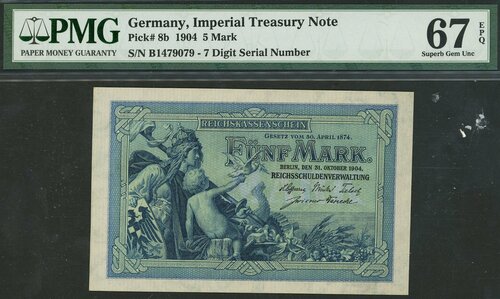 PMG
PAPER MONEY GUARANTY
Germany, Imperial Treasury Note
Pick# 8b 1904 5 Mark
S/N B1479079 - 7 Digit Serial Number
67 EPQ
Superb Gem Unc
REICHSKASSENSCHEIN
GESETZ VOM 30. APRIL 1874.
FÜNF MARK.
BERLIN, DEN 31. OKTOBER 1904.
REICHSSCHULDENVERWALTUNG